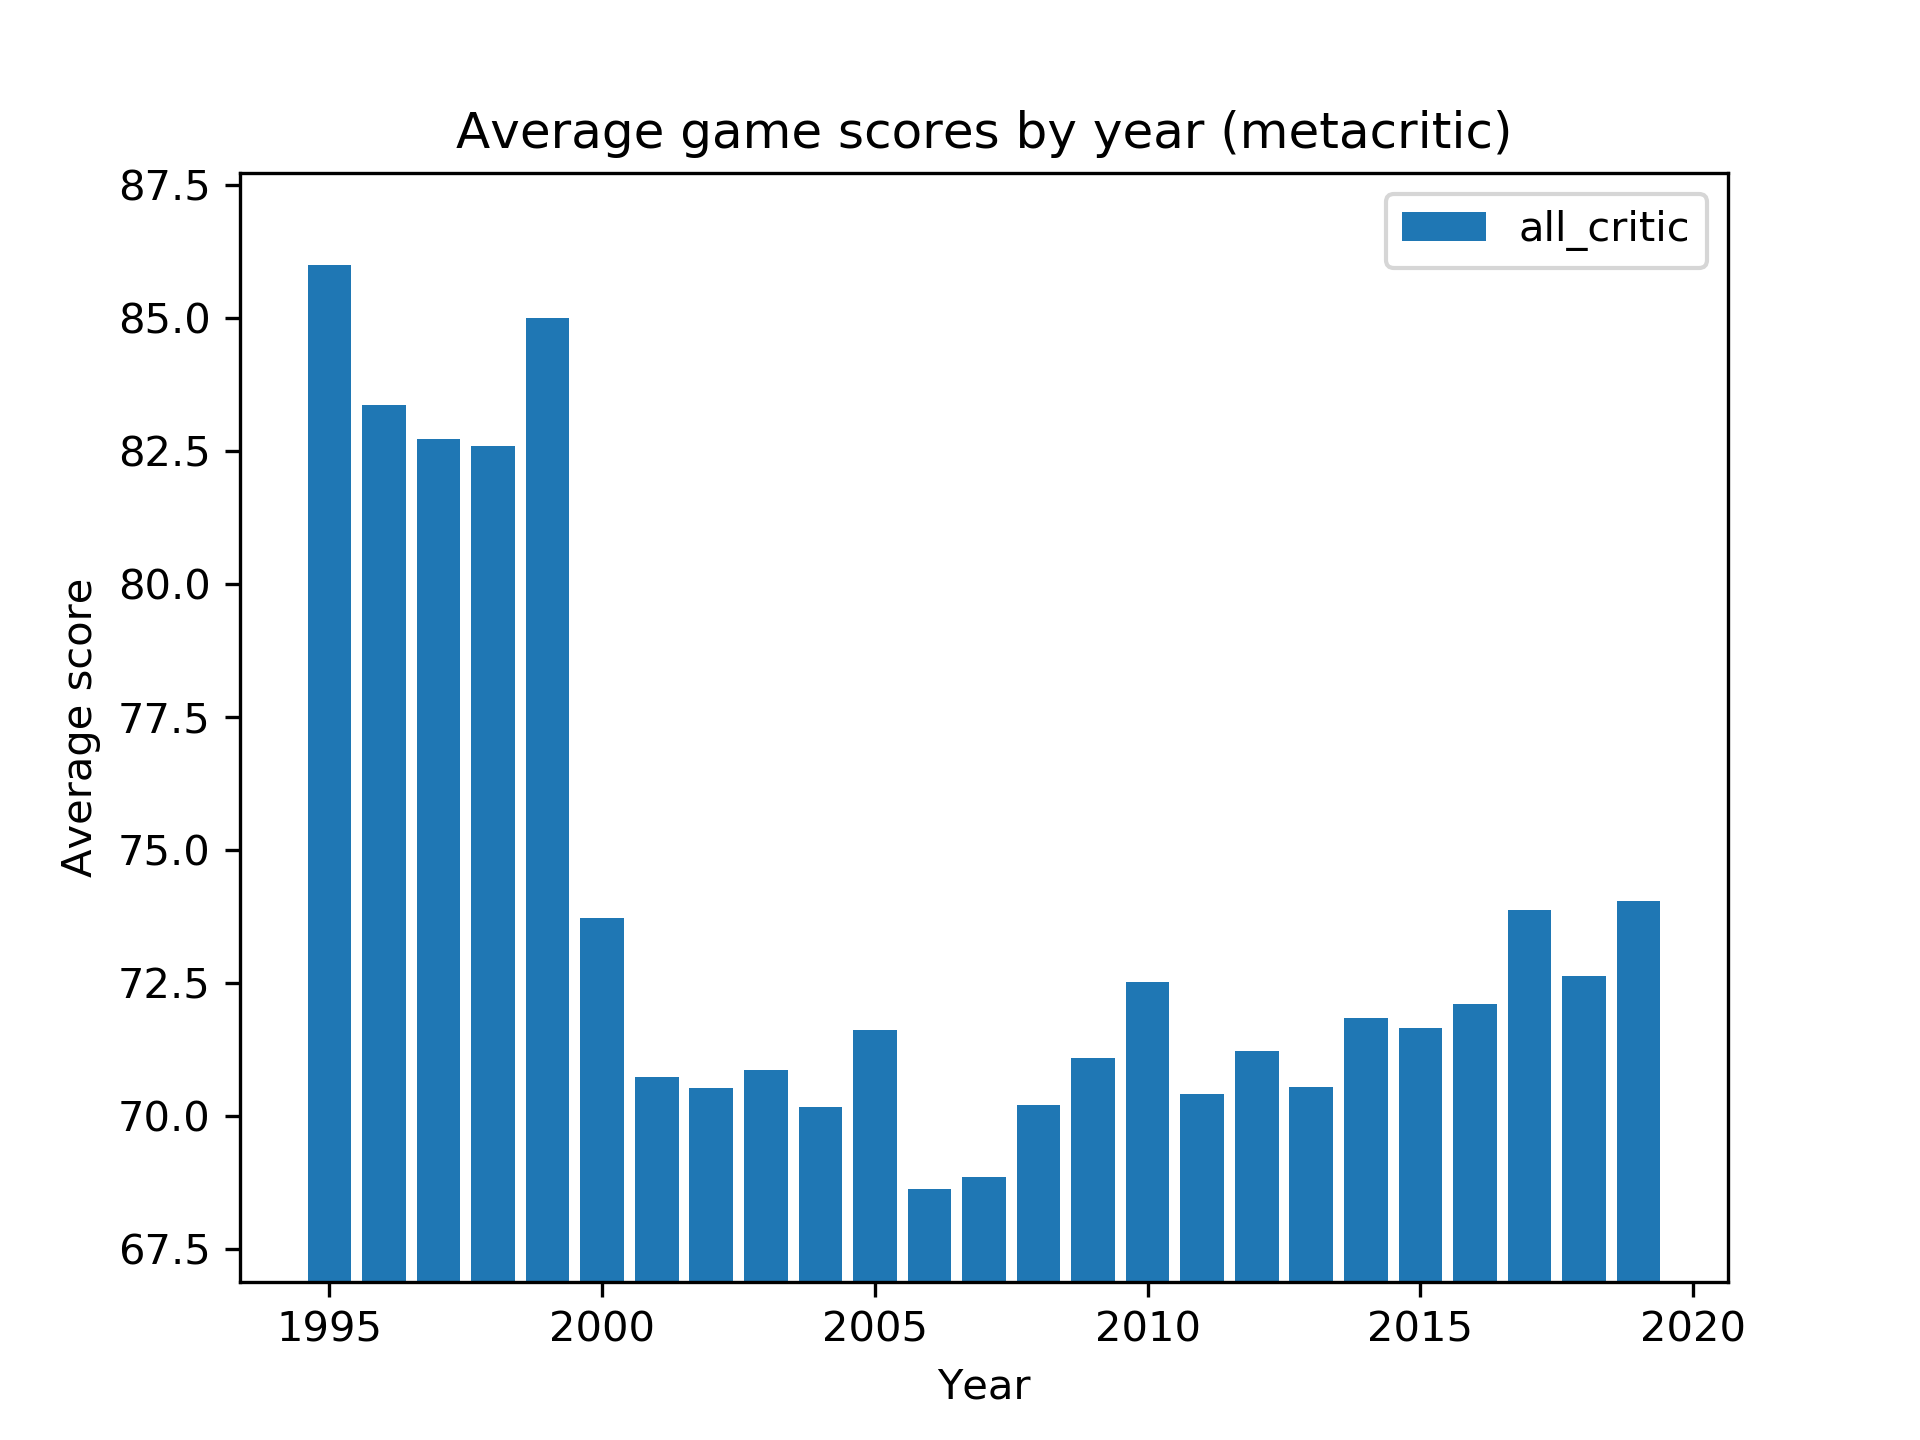 Average game scores by year (metacritic)
all_critic
87.5
85.0
82.5
80.0
77.5
75.0
72.5
70.0
67.5
Average score
1995 2000 2005 2010 2015 2020
Year